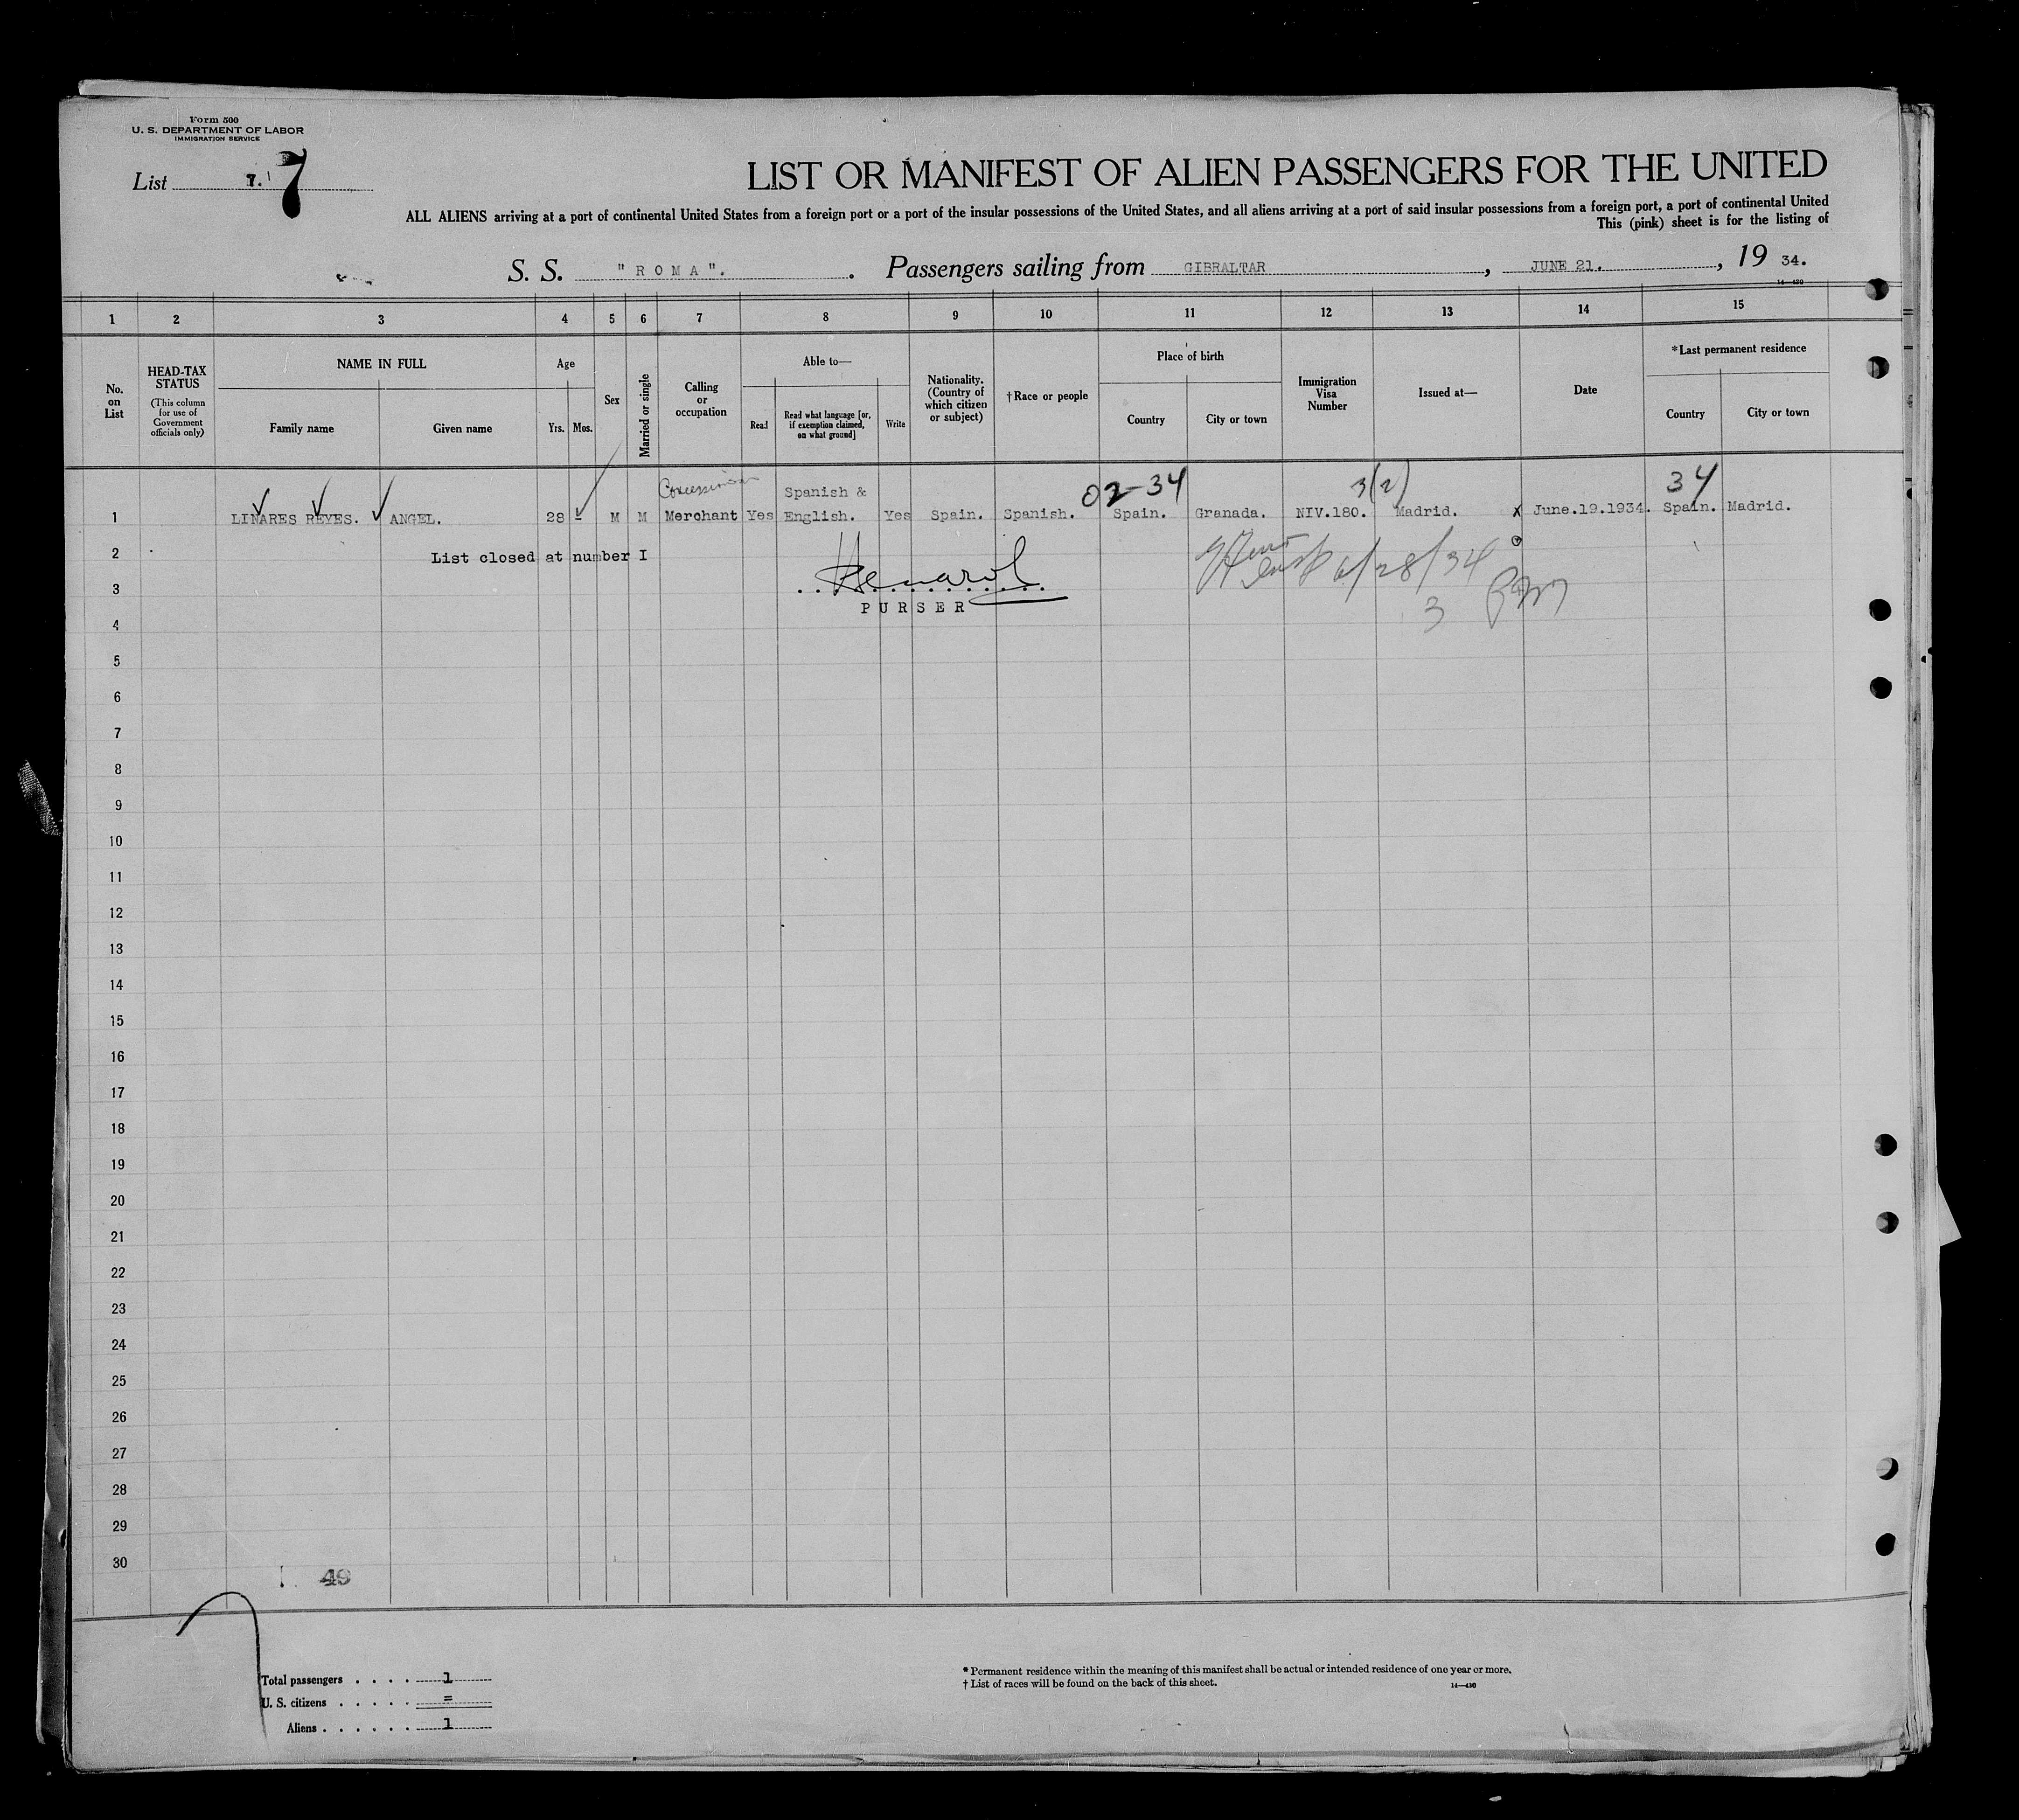 Form 500
U. S. DEPARTMENT OF LABOR
IMMIGRATION SERVICE
List 7. 7
LIST OR MANIFEST OF ALIEN PASSENGERS FOR THE UNITED
ALL ALIENS arriving at a port of continental United States from a foreign port or a port of the insular possessions of the United States, and all aliens arriving at a port of said insular possessions from a foreign port, a port of continental United
This (pink) sheet is for the listing of
S. S. "ROMA". Passengers sailing from GIBRALTAR, JUNE 21., 19 34.
14—430
1 2 3 4 5 6 7 8 9 10 11 12 13 14 15
No. on List
HEAD-TAX STATUS (This column for use of Government officials only)
NAME IN FULL
Family name Given name
Age
Yrs. Mos.
Sex
Married or single
Calling or occupation
Able to—
Read
Read what language [or, if exemption claimed, on what ground]
Write
Nationality. (Country of which citizen or subject)
†Race or people
Place of birth
Country City or town
Immigration Visa Number
Issued at—
Date
*Last permanent residence
Country City or town
02-34 3(2) 34
1 LINARES REYES. ANGEL. 28 - M M Merchant Yes Spanish & English. Yes Spain. Spanish. Spain. Granada. NIV.180. Madrid. x June.19.1934. Spain. Madrid.
2 List closed at number I
6/28/34
3
PURSER
3
4
5
6
7
8
9
10
11
12
13
14
15
16
17
18
19
20
21
22
23
24
25
26
27
28
29
30
49
Total passengers . . . . 1
U. S. citizens . . . . . =
Aliens . . . . . . 1
* Permanent residence within the meaning of this manifest shall be actual or intended residence of one year or more.
† List of races will be found on the back of this sheet.
14—430